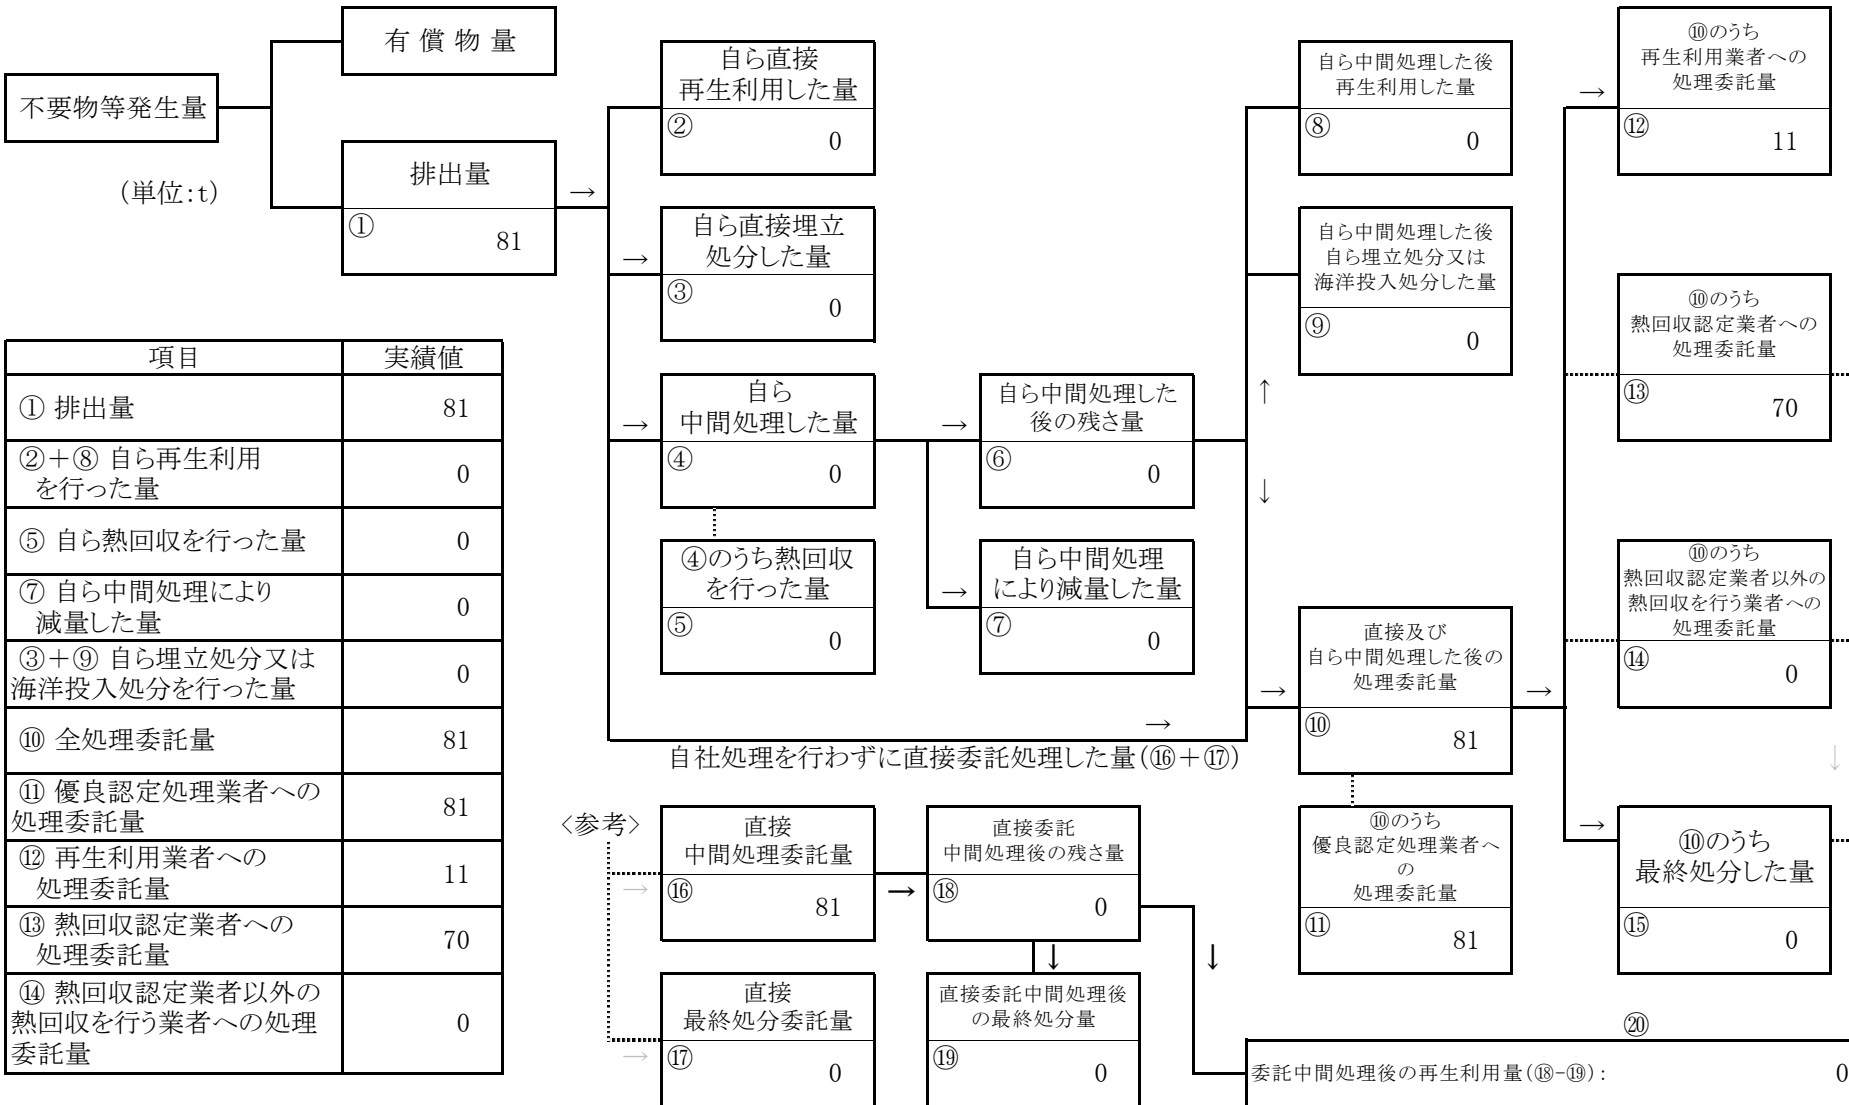 不要物等発生量
(単位:t)
有 償 物 量
排出量
①
81
→
自ら直接
再生利用した量
②
0
→
自ら直接埋立
処分した量
③
0
→
自ら
中間処理した量
④
0
④のうち熱回収
を行った量
⑤
0
→
自ら中間処理した
後の残さ量
⑥
0
→
自ら中間処理
により減量した量
⑦
0
→
自社処理を行わずに直接委託処理した量(⑯+⑰)
↑
↓
自ら中間処理した後
再生利用した量
⑧
0
自ら中間処理した後
自ら埋立処分又は
海洋投入処分した量
⑨
0
→
直接及び
自ら中間処理した後の
処理委託量
⑩
81
⑩のうち
優良認定処理業者へ
の
処理委託量
⑪
81
→
→
⑩のうち
再生利用業者への
処理委託量
⑫
11
⑩のうち
熱回収認定業者への
処理委託量
⑬
70
⑩のうち
熱回収認定業者以外の
熱回収を行う業者への
処理委託量
⑭
0
↓
→
⑩のうち
最終処分した量
⑮
0
項目 実績値
① 排出量 81
②+⑧ 自ら再生利用
を行った量 0
⑤ 自ら熱回収を行った量 0
⑦ 自ら中間処理により
減量した量 0
③+⑨ 自ら埋立処分又は
海洋投入処分を行った量 0
⑩ 全処理委託量 81
⑪ 優良認定処理業者への
処理委託量 81
⑫ 再生利用業者への
処理委託量 11
⑬ 熱回収認定業者への
処理委託量 70
⑭ 熱回収認定業者以外の
熱回収を行う業者への処理
委託量 0
〈参考〉
→
直接
中間処理委託量
⑯
81
→
直接委託
中間処理後の残さ量
⑱
0
↓
↓
→
直接
最終処分委託量
⑰
0
直接委託中間処理後
の最終処分量
⑲
0
⑳
委託中間処理後の再生利用量(⑱-⑲): 0